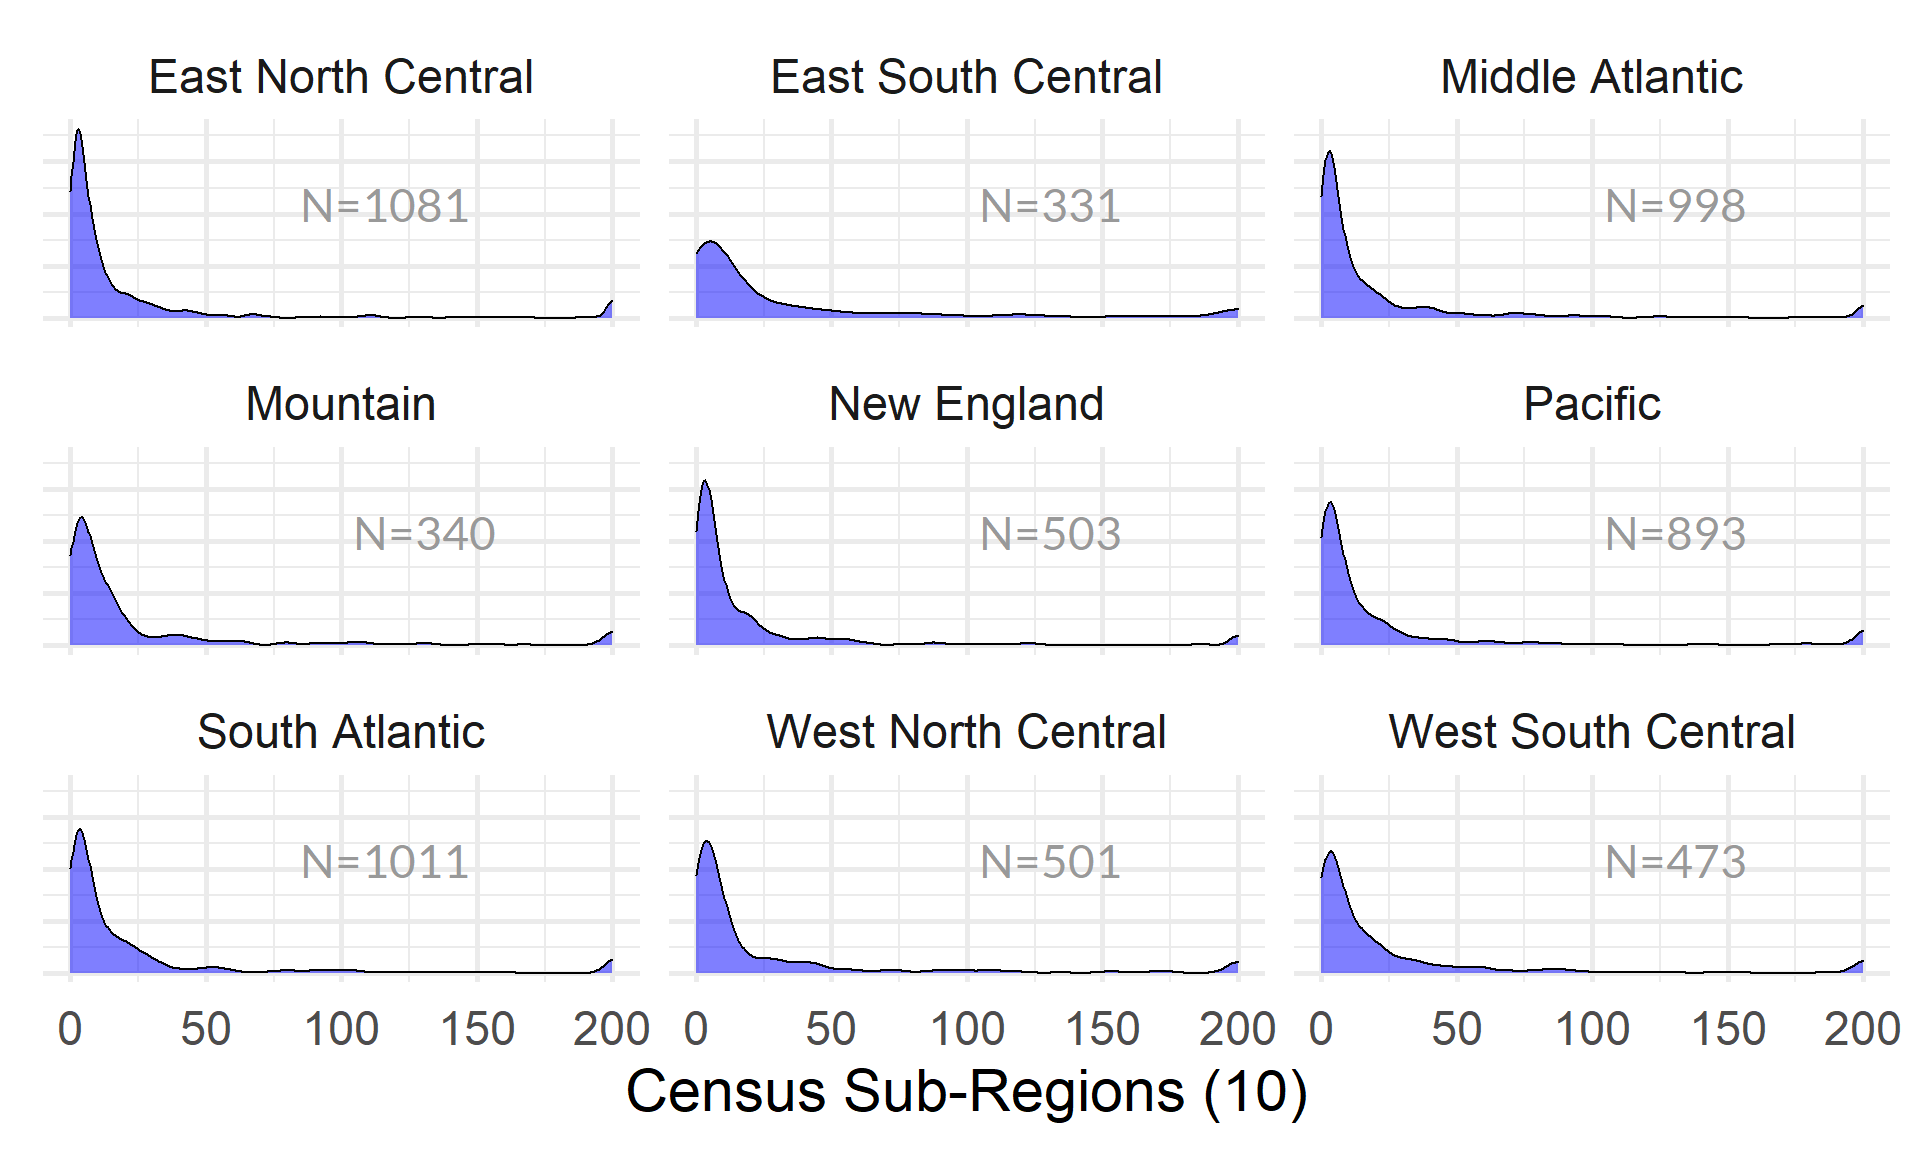 East North Central East South Central Middle Atlantic
N=1081 N=331 N=998
Mountain New England Pacific
N=340 N=503 N=893
South Atlantic West North Central West South Central
N=1011 N=501 N=473
0 50 100 150 200 0 50 100 150 200 0 50 100 150 200
Census Sub-Regions (10)